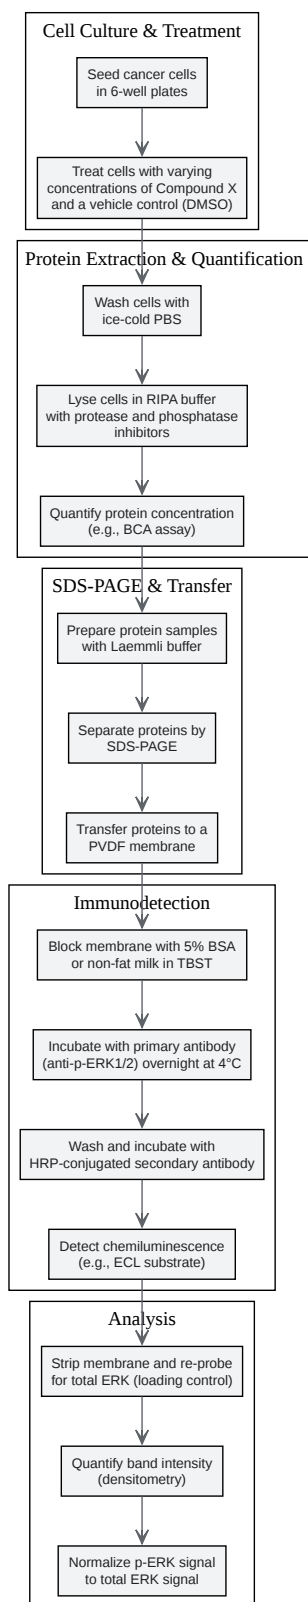 Cell Culture & Treatment
Seed cancer cells
in 6-well plates
Treat cells with varying
concentrations of Compound X
and a vehicle control (DMSO)
Protein Extraction & Quantification
Wash cells with
ice-cold PBS
Lyse cells in RIPA buffer
with protease and phosphatase
inhibitors
Quantify protein concentration
(e.g., BCA assay)
SDS-PAGE & Transfer
Prepare protein samples
with Laemmli buffer
Separate proteins by
SDS-PAGE
Transfer proteins to a
PVDF membrane
Immunodetection
Block membrane with 5% BSA
or non-fat milk in TBST
Incubate with primary antibody
(anti-p-ERK1/2) overnight at 4°C
Wash and incubate with
HRP-conjugated secondary antibody
Detect chemiluminescence
(e.g., ECL substrate)
Analysis
Strip membrane and re-probe
for total ERK (loading control)
Quantify band intensity
(densitometry)
Normalize p-ERK signal
to total ERK signal